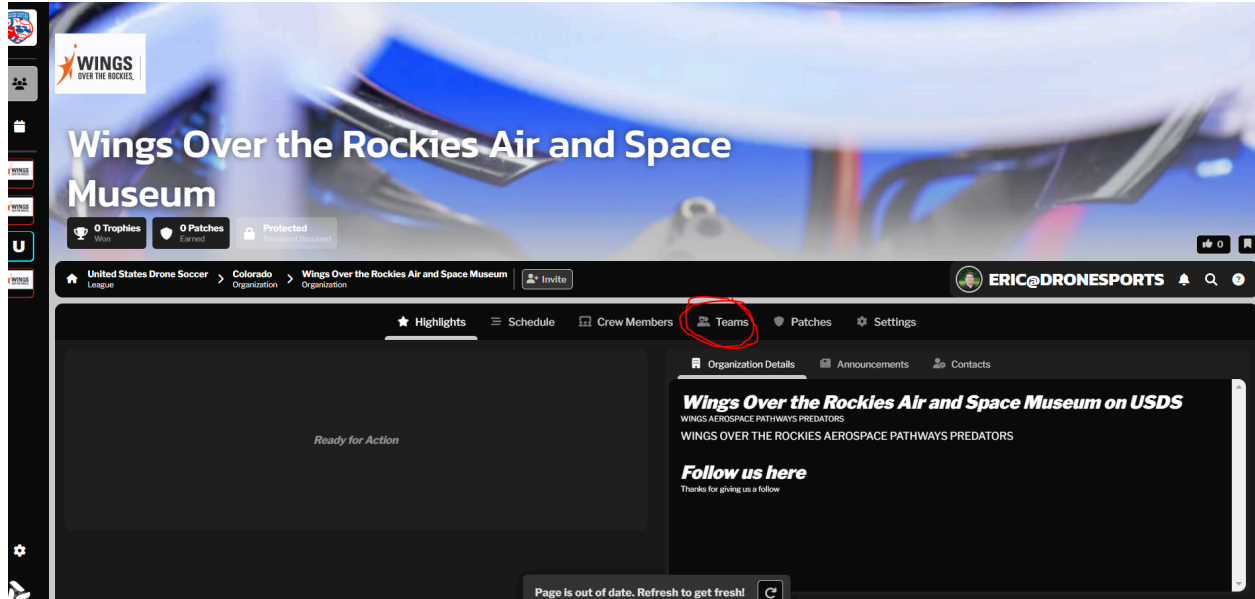 WINGS
OVER THE ROCKIES
Wings Over the Rockies Air and Space
Museum
0 Trophies
Won
0 Patches
Earned
Protected
Password Required
0
WINGS
WINGS
U
WINGS
United States Drone Soccer
League
Colorado
Organization
Wings Over the Rockies Air and Space Museum
Organization
Invite
ERIC@DRONESPORTS
Highlights
Schedule
Crew Members
Teams
Patches
Settings
Ready for Action
Organization Details
Announcements
Contacts
Wings Over the Rockies Air and Space Museum on USDS
WINGS AEROSPACE PATHWAYS PREDATORS
WINGS OVER THE ROCKIES AEROSPACE PATHWAYS PREDATORS
Follow us here
Thanks for giving us a follow
Page is out of date. Refresh to get fresh!